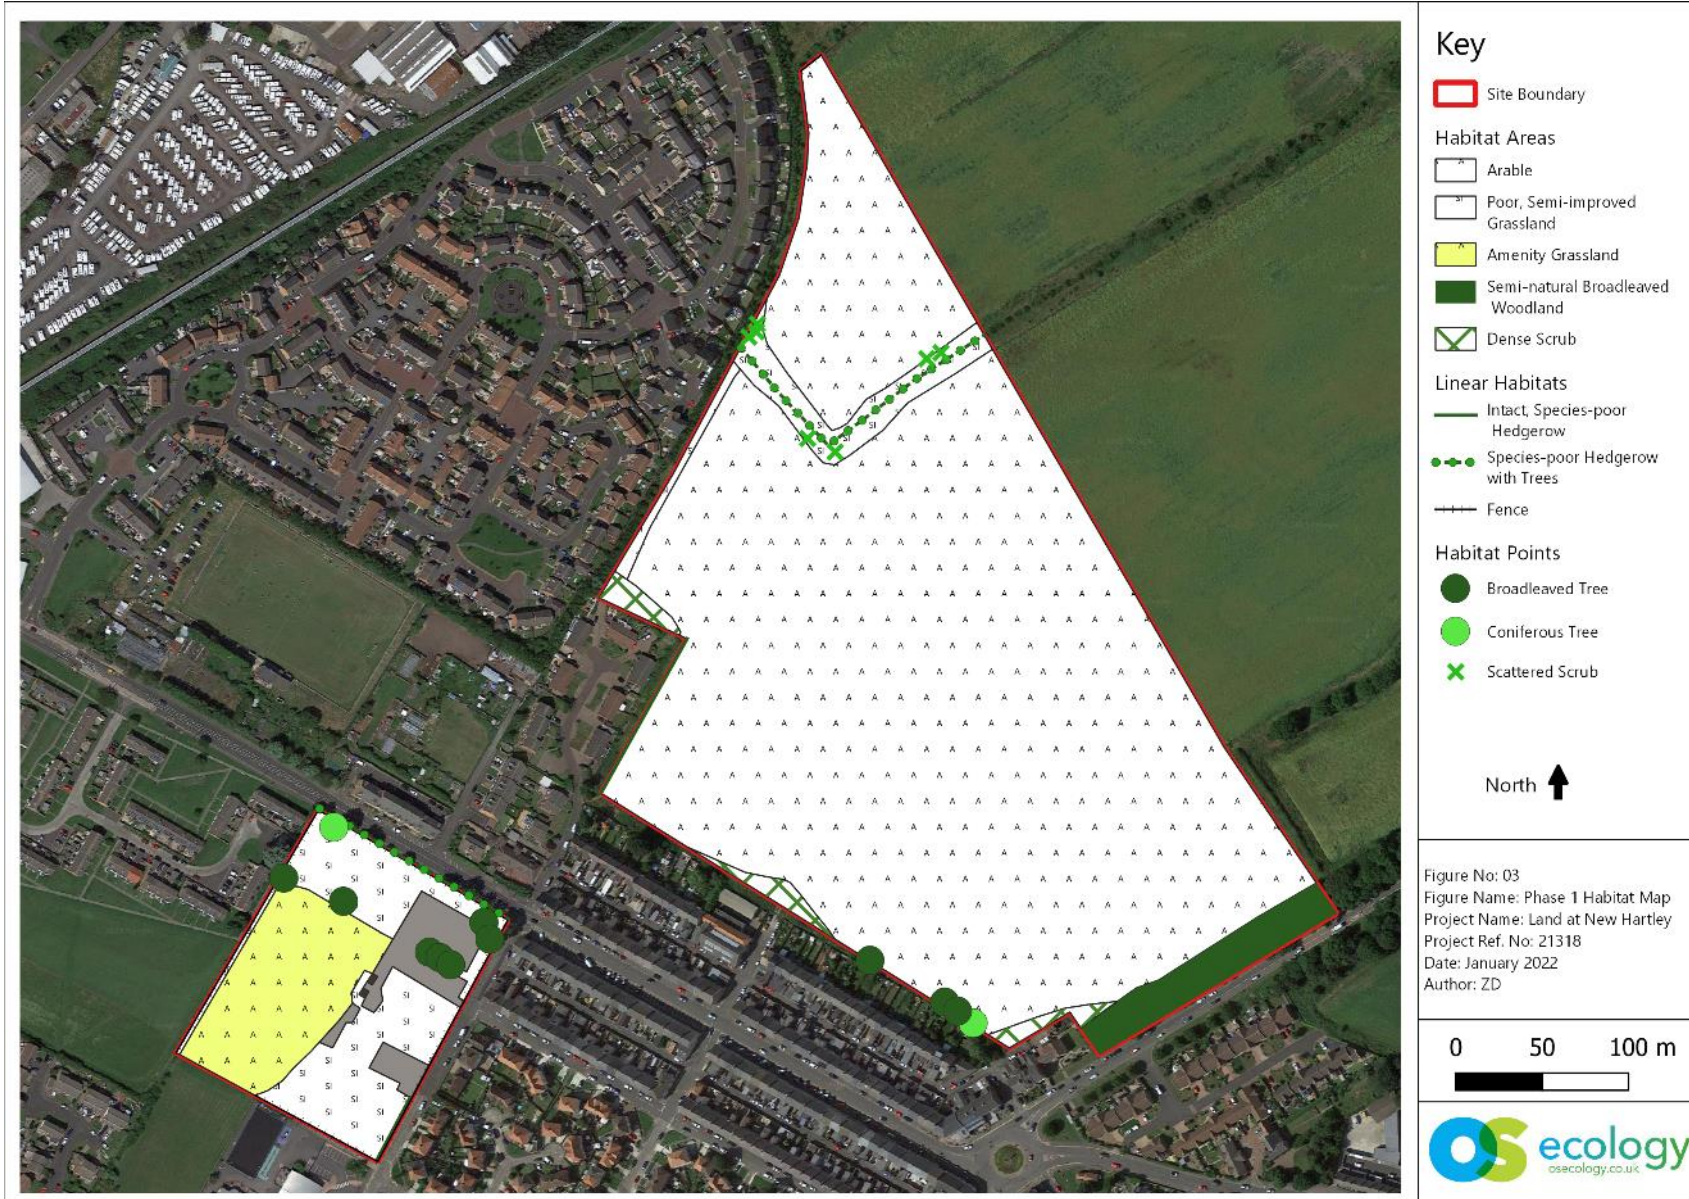 Key
Site Boundary
Habitat Areas
Arable
Poor, Semi-improved
Grassland
Amenity Grassland
Semi-natural Broadleaved
Woodland
Dense Scrub
Linear Habitats
Intact, Species-poor
Hedgerow
Species-poor Hedgerow
with Trees
Fence
Habitat Points
Broadleaved Tree
Coniferous Tree
Scattered Scrub
North
Figure No: 03
Figure Name: Phase 1 Habitat Map
Project Name: Land at New Hartley
Project Ref. No: 21318
Date: January 2022
Author: ZD
0 50 100 m
OS ecology
osecology.co.uk